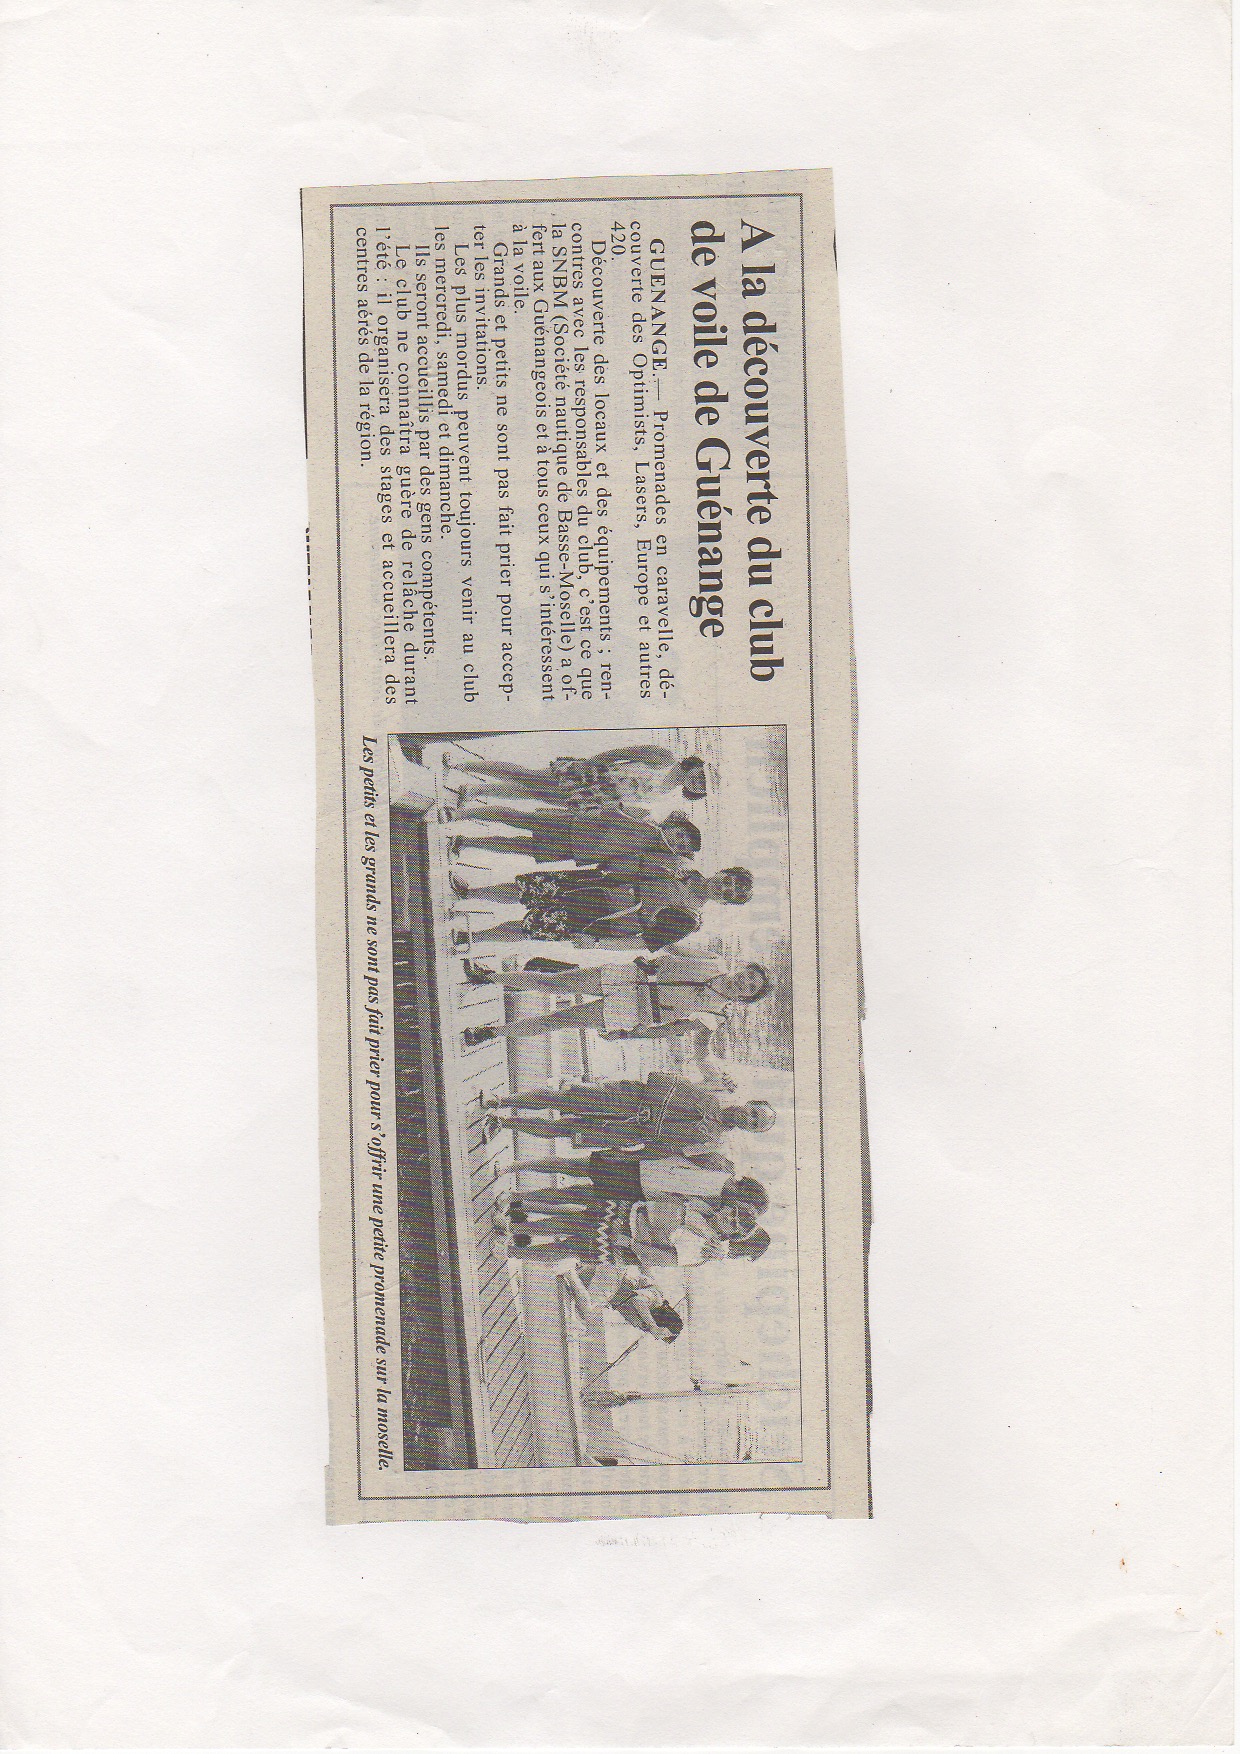 A la découverte du club
de voile de Guénange
GUENANGE.— Promenades en caravelle, dé-
couverte des Optimists, Lasers, Europe et autres
420.
Découverte des locaux et des équipements ; ren-
contres avec les responsables du club, c'est ce que
la SNBM (Société nautique de Basse-Moselle) a of-
fert aux Guénangeois et à tous ceux qui s'intéressent
à la voile.
Grands et petits ne sont pas fait prier pour accep-
ter les invitations.
Les plus mordus peuvent toujours venir au club
les mercredi, samedi et dimanche.
Ils seront accueillis par des gens compétents.
Le club ne connaîtra guère de relâche durant
l'été : il organisera des stages et accueillera des
centres aérés de la région.
Les petits et les grands ne sont pas fait prier pour s'offrir une petite promenade sur la moselle.